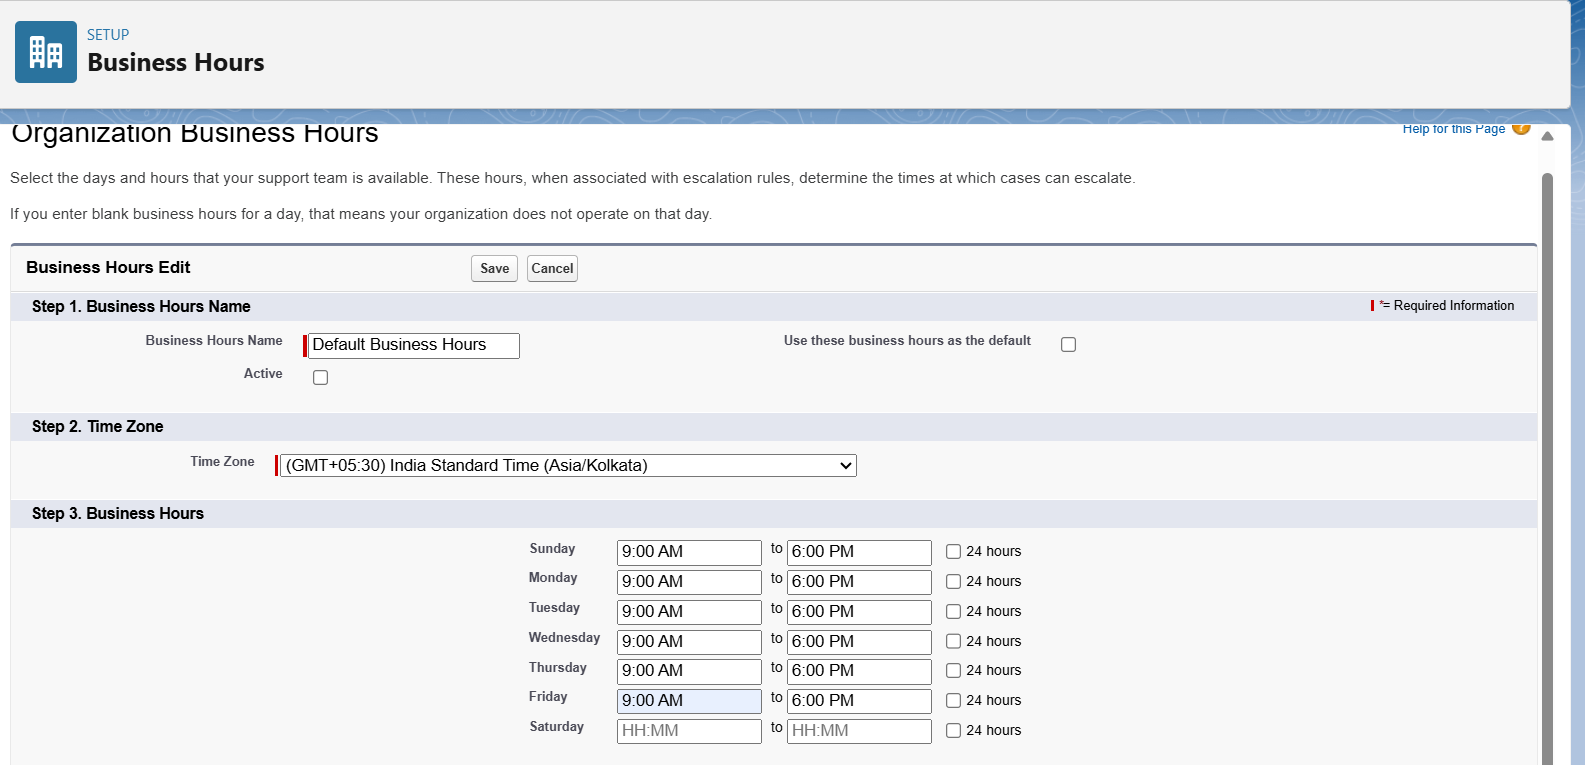 SETUP
Business Hours
Organization Business Hours
Help for this Page ?
Select the days and hours that your support team is available. These hours, when associated with escalation rules, determine the times at which cases can escalate.
If you enter blank business hours for a day, that means your organization does not operate on that day.
Business Hours Edit Save Cancel
Step 1. Business Hours Name *= Required Information
Business Hours Name Default Business Hours Use these business hours as the default
Active
Step 2. Time Zone
Time Zone (GMT+05:30) India Standard Time (Asia/Kolkata)
Step 3. Business Hours
Sunday 9:00 AM to 6:00 PM 24 hours
Monday 9:00 AM to 6:00 PM 24 hours
Tuesday 9:00 AM to 6:00 PM 24 hours
Wednesday 9:00 AM to 6:00 PM 24 hours
Thursday 9:00 AM to 6:00 PM 24 hours
Friday 9:00 AM to 6:00 PM 24 hours
Saturday HH:MM to HH:MM 24 hours